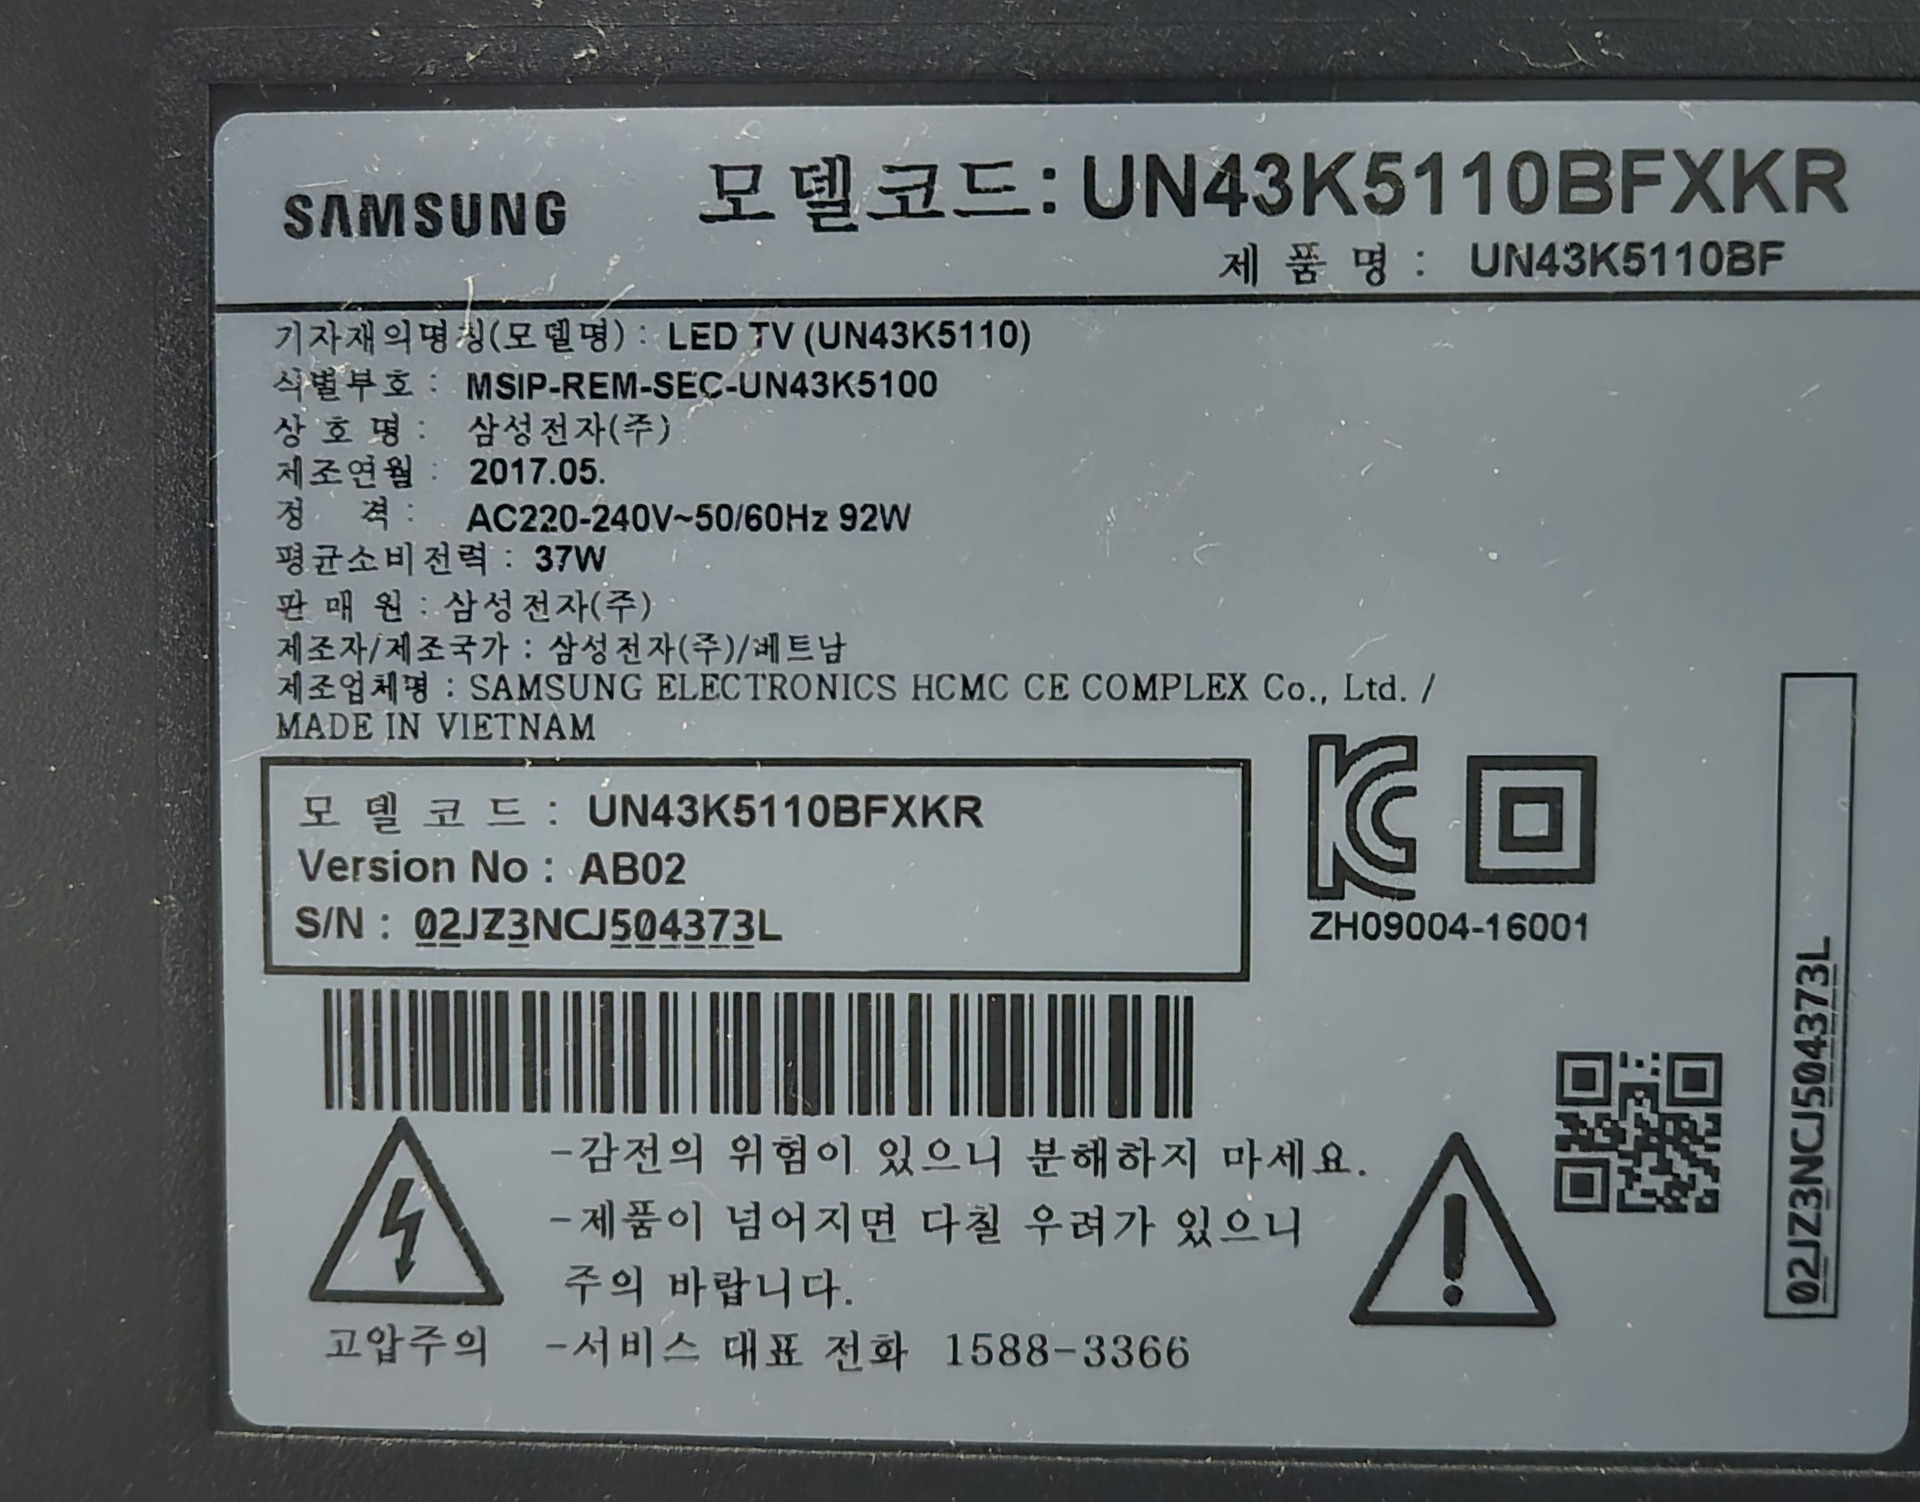 SAMSUNG
모델코드: UN43K5110BFXKR
제 품 명 : UN43K5110BF
기자재의명칭(모델명) : LED TV (UN43K5110)
식별부호 : MSIP-REM-SEC-UN43K5100
상 호 명 : 삼성전자(주)
제조연월 : 2017.05.
정 격 : AC220-240V~50/60Hz 92W
평균소비전력 : 37W
판 매 원 : 삼성전자(주)
제조자/제조국가 : 삼성전자(주)/베트남
제조업체명 : SAMSUNG ELECTRONICS HCMC CE COMPLEX Co., Ltd. /
MADE IN VIETNAM
모 델 코 드 : UN43K5110BFXKR
Version No : AB02
S/N : 02JZ3NCJ504373L
ZH09004-16001
02JZ3NCJ504373L
-감전의 위험이 있으니 분해하지 마세요.
-제품이 넘어지면 다칠 우려가 있으니
주의 바랍니다.
고압주의
-서비스 대표 전화 1588-3366